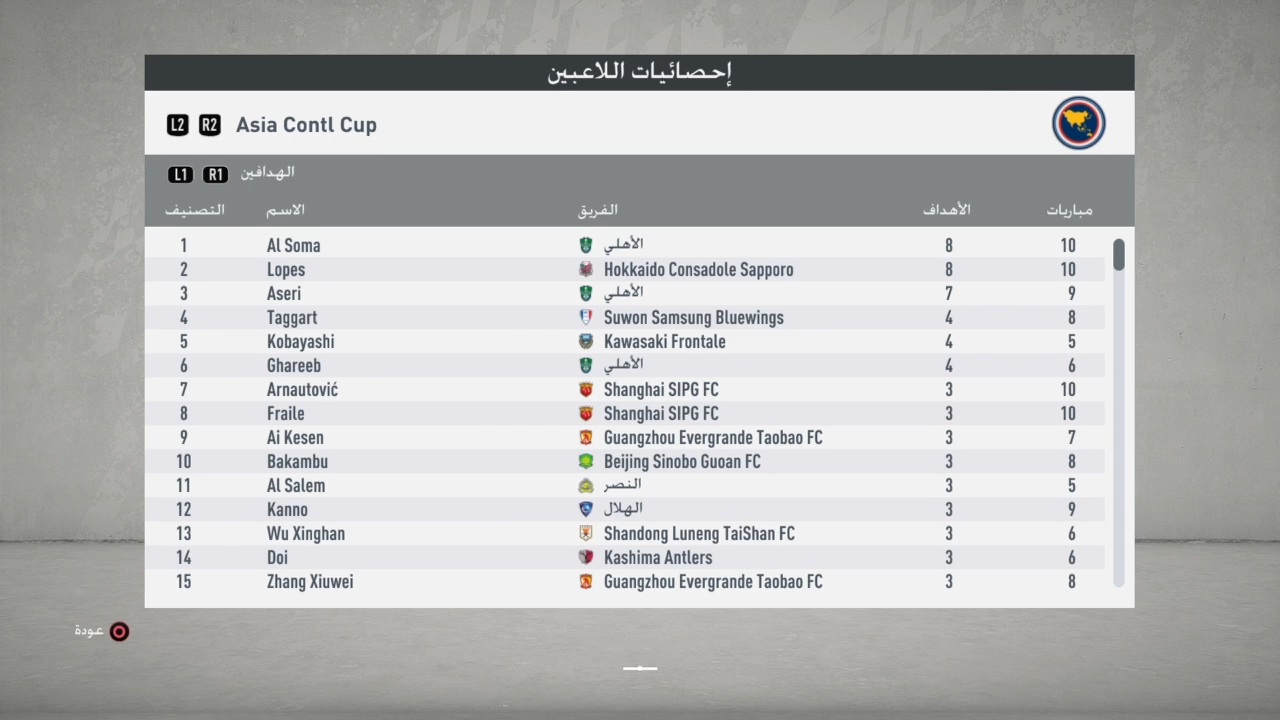 إحصائيات اللاعبين
L2 R2 Asia Contl Cup
L1 R1 الهدافين
التصنيف الاسم الفريق الأهداف مباريات
1 Al Soma الأهلي 8 10
2 Lopes Hokkaido Consadole Sapporo 8 10
3 Aseri الأهلي 7 9
4 Taggart Suwon Samsung Bluewings 4 8
5 Kobayashi Kawasaki Frontale 4 5
6 Ghareeb الأهلي 4 6
7 Arnautović Shanghai SIPG FC 3 10
8 Fraile Shanghai SIPG FC 3 10
9 Ai Kesen Guangzhou Evergrande Taobao FC 3 7
10 Bakambu Beijing Sinobo Guoan FC 3 8
11 Al Salem النصر 3 5
12 Kanno الهلال 3 9
13 Wu Xinghan Shandong Luneng TaiShan FC 3 6
14 Doi Kashima Antlers 3 6
15 Zhang Xiuwei Guangzhou Evergrande Taobao FC 3 8
عودة